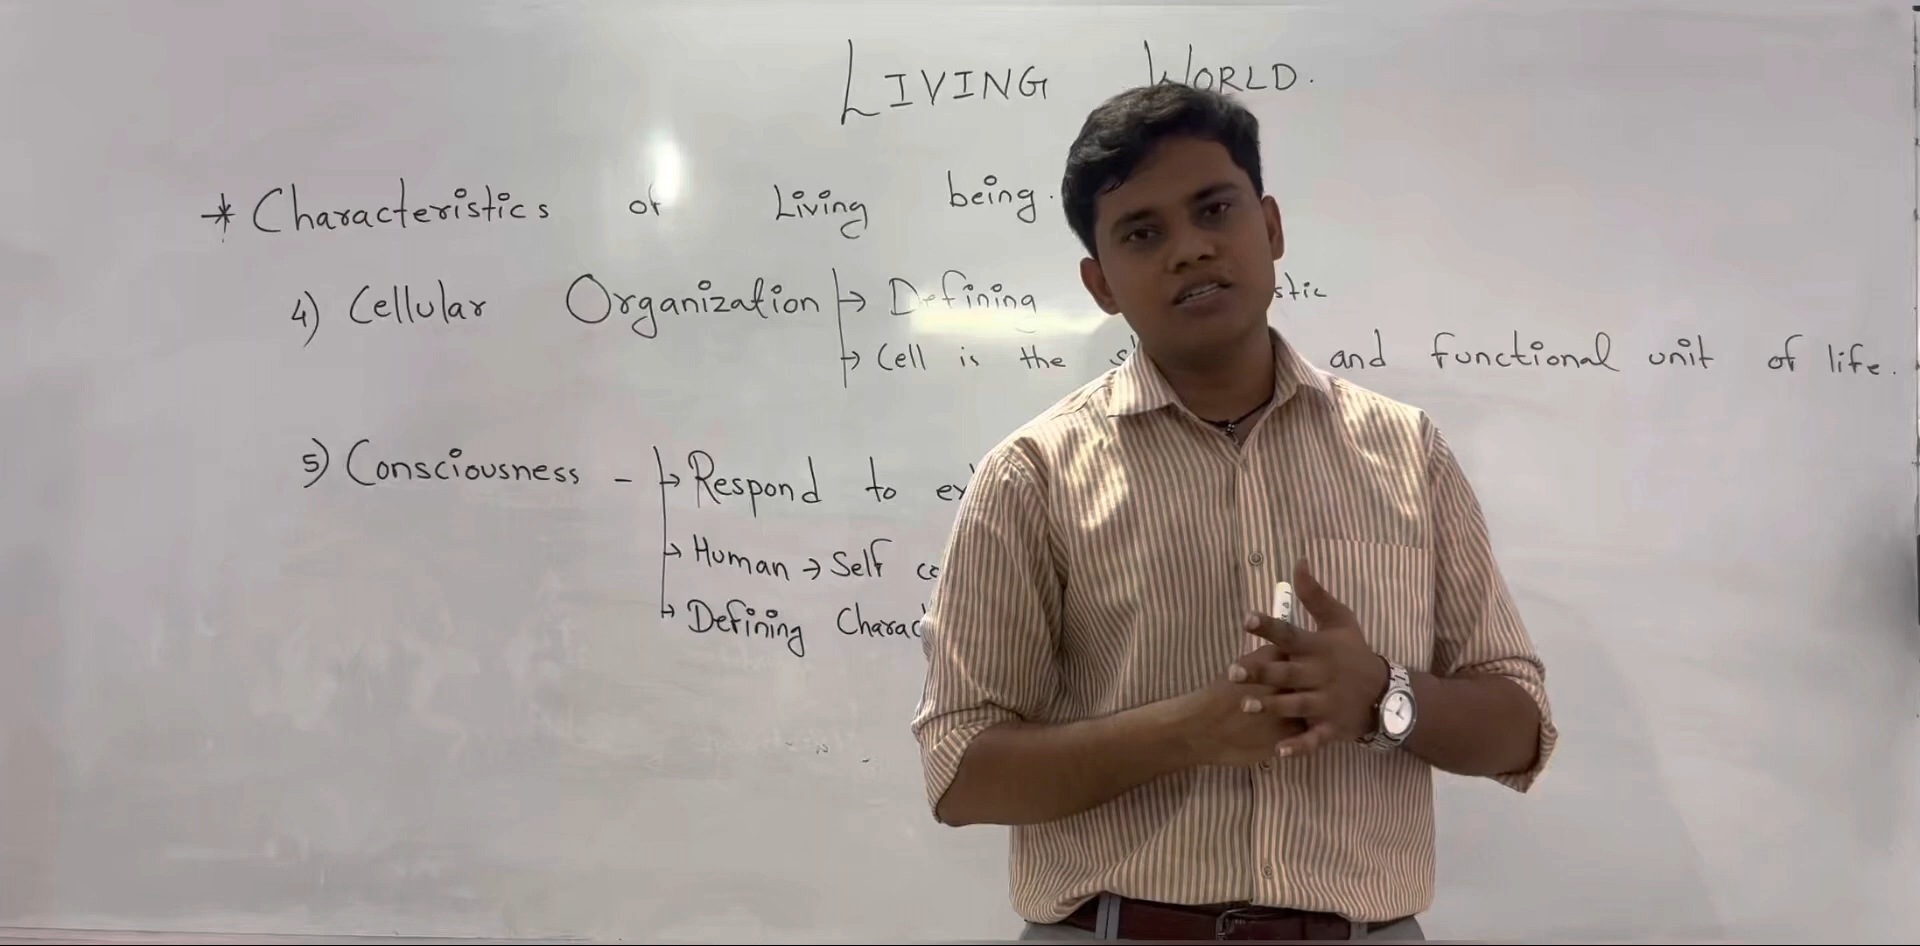 LIVING WORLD.
* Characteristics of Living being.
4) Cellular Organization → Defining
→ Cell is the and functional unit of life.
5) Consciousness - → Respond to
→ Human → Self
→ Defining